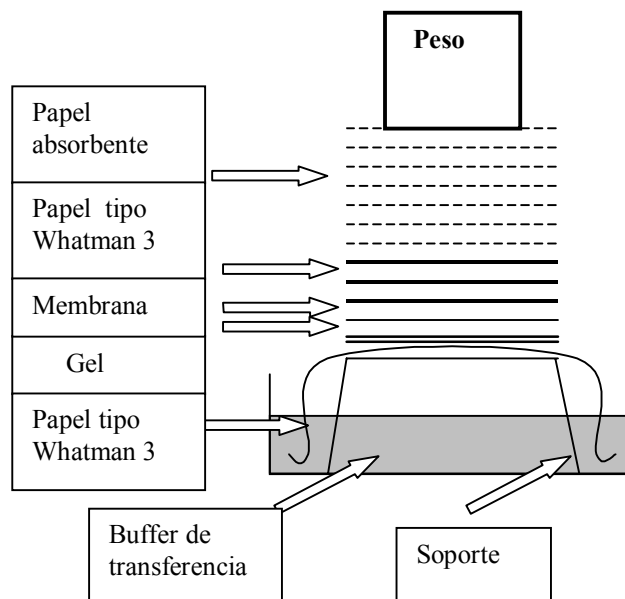 Peso
Papel
absorbente
Papel tipo
Whatman 3
Membrana
Gel
Papel tipo
Whatman 3
Buffer de
transferencia
Soporte